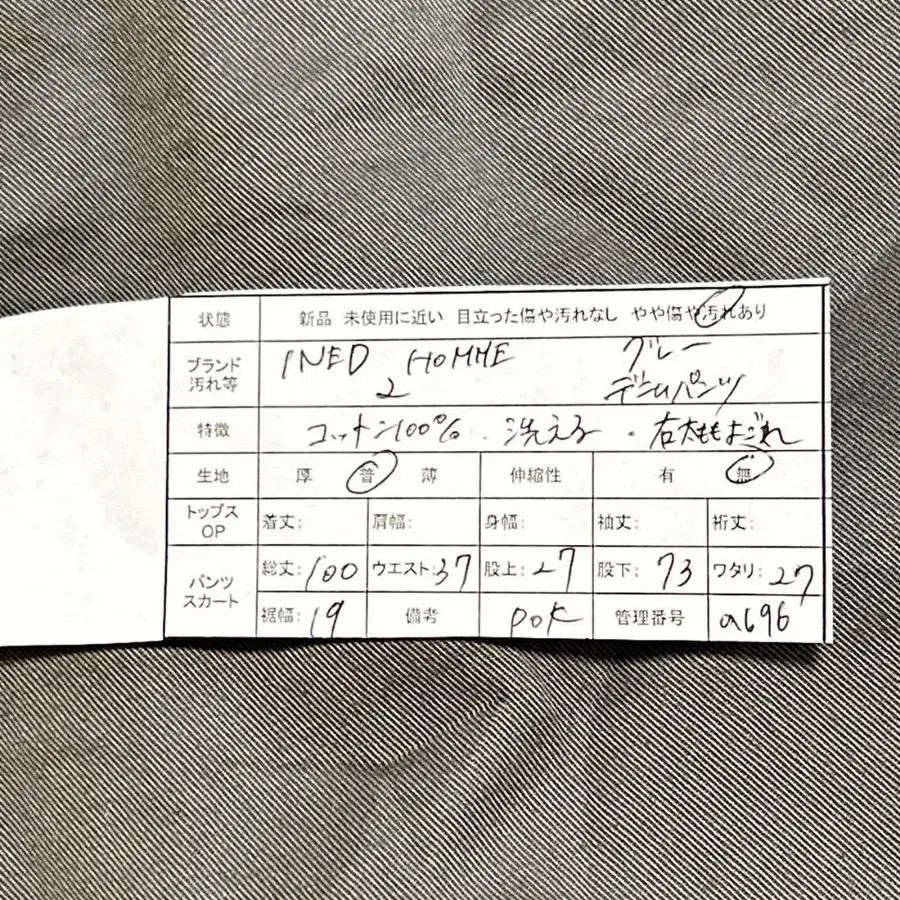 状態 新品 未使用に近い 目立った傷や汚れなし やや傷や汚れあり
ブランド 汚れ等 INED HOMME グレー
2 デニムパンツ
特徴 コットン100% ・洗える ・右太ももよごれ
生地 厚 普 薄 伸縮性 有 無
トップス OP 着丈: 肩幅: 身幅: 袖丈: 裄丈:
パンツ スカート 総丈: 100 ウエスト: 37 股上: 27 股下: 73 ワタリ: 27
裾幅: 19 備考 POK 管理番号 a696